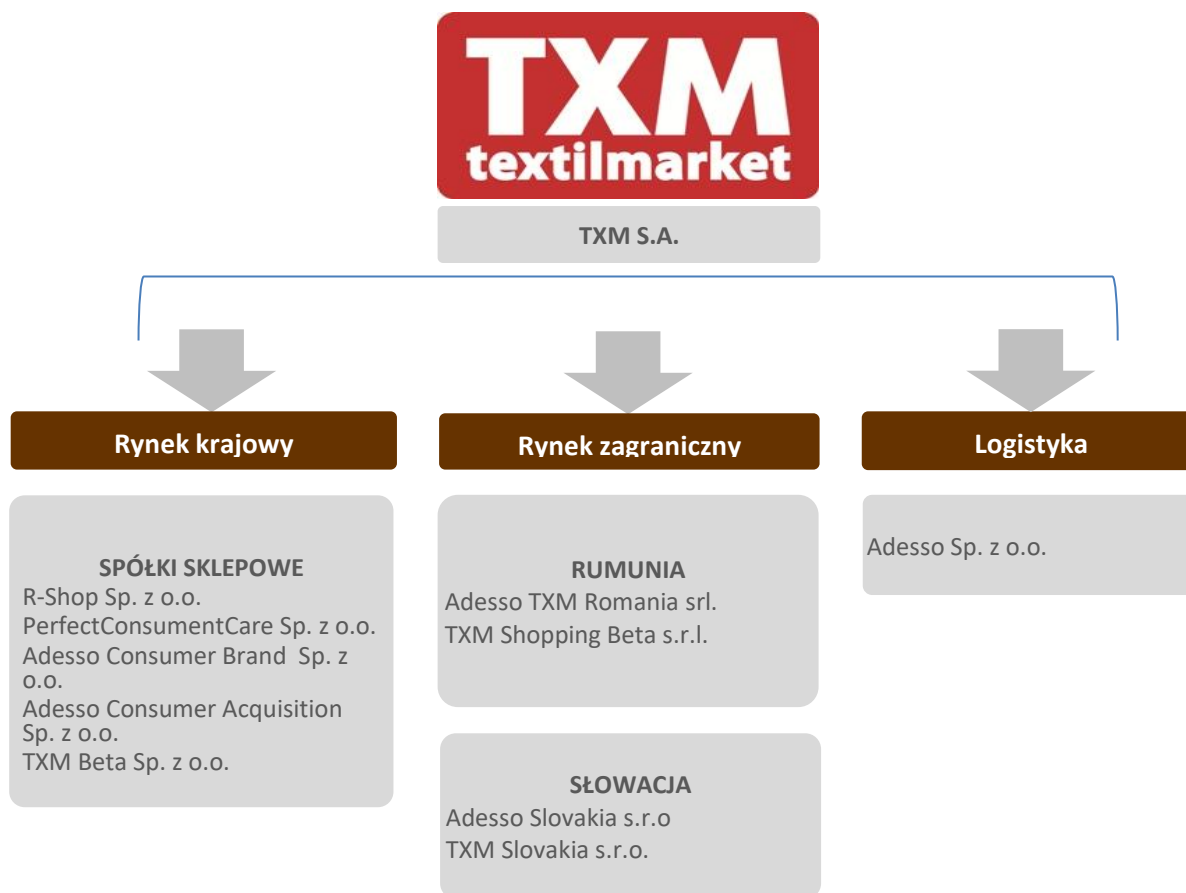 TXM
textilmarket
TXM S.A.
Rynek krajowy
SPÓŁKI SKLEPOWE
R-Shop Sp. z o.o.
PerfectConsumentCare Sp. z o.o.
Adesso Consumer Brand Sp. z
o.o.
Adesso Consumer Acquisition
Sp. z o.o.
TXM Beta Sp. z o.o.
Rynek zagraniczny
RUMUNIA
Adesso TXM Romania srl.
TXM Shopping Beta s.r.l.
SŁOWACJA
Adesso Slovakia s.r.o
TXM Slovakia s.r.o.
Logistyka
Adesso Sp. z o.o.